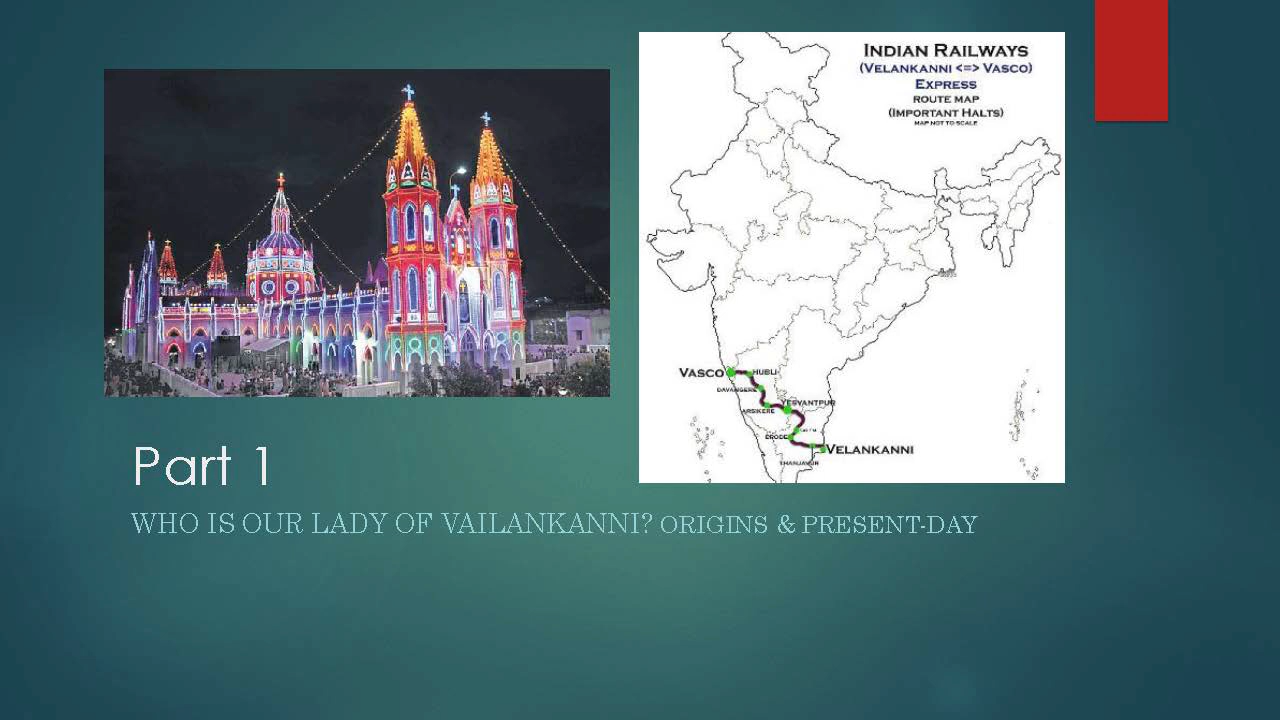 INDIAN RAILWAYS
(VELANKANNI <=> VASCO)
EXPRESS
ROUTE MAP
(IMPORTANT HALTS)
MAP NOT TO SCALE
VASCO
HUBLI
DAVANGERE
YESVANTPUR
ARSIKERE
ERODE
VELANKANNI
THANJAVUR
Part 1
WHO IS OUR LADY OF VAILANKANNI? ORIGINS & PRESENT-DAY